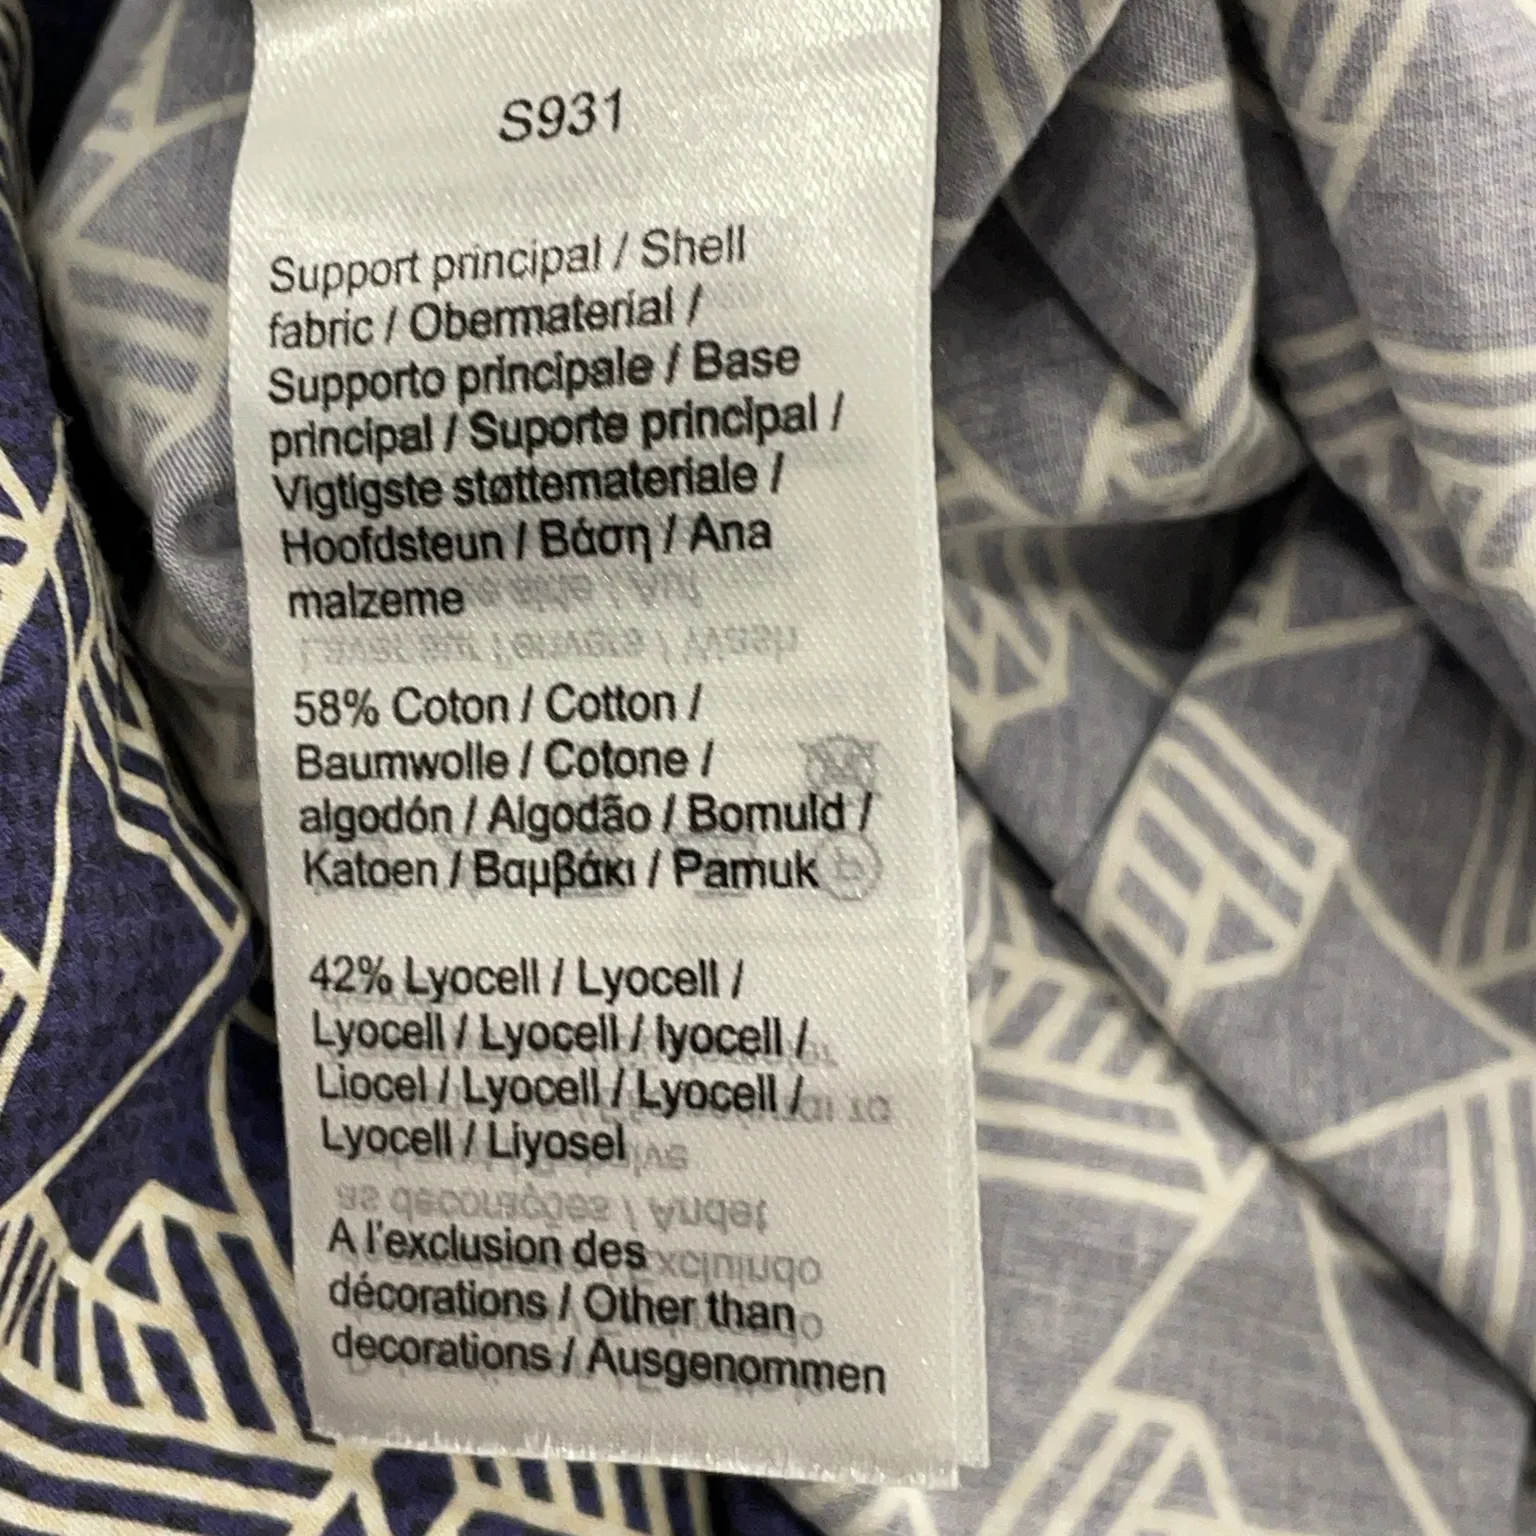 S931
Support principal / Shell
fabric / Obermaterial /
Supporto principale / Base
principal / Suporte principal /
Vigtigste støttemateriale /
Hoofdsteun / Βάση / Ana
malzeme
58% Coton / Cotton /
Baumwolle / Cotone /
algodón / Algodão / Bomuld /
Katoen / Βαμβάκι / Pamuk
42% Lyocell / Lyocell /
Lyocell / Lyocell / lyocell /
Liocel / Lyocell / Lyocell /
Lyocell / Liyosel
A l'exclusion des
décorations / Other than
decorations / Ausgenommen